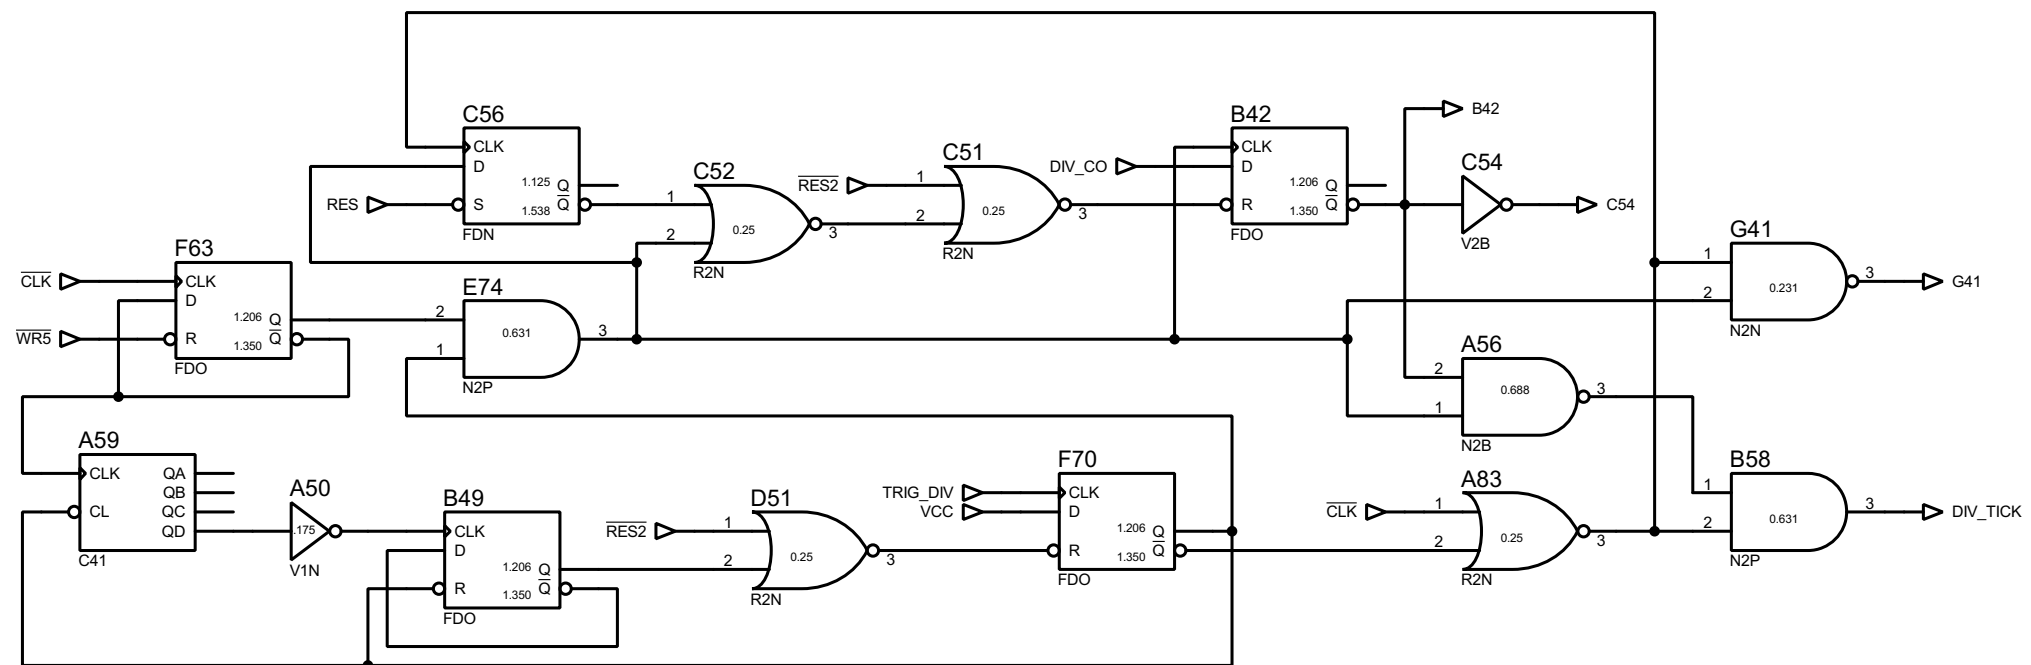 C56
CLK
D
RES
S
1.125
Q
1.538
Q̅
FDN
C52
1
2
0.25
3
R2N
C51
R̅E̅S̅2̅
1
2
0.25
3
R2N
B42
DIV_CO
CLK
D
R
1.206
Q
1.350
Q̅
FDO
B42
C54
C54
V2B
G41
1
2
0.231
3
G41
N2N
F63
C̅L̅K̅
CLK
D
W̅R̅5̅
R
1.206
Q
1.350
Q̅
FDO
E74
2
1
0.631
3
N2P
A56
2
1
0.688
3
N2B
A59
CLK
CL
QA
QB
QC
QD
C41
A50
.175
V1N
B49
CLK
D
R
1.206
Q
1.350
Q̅
FDO
D51
R̅E̅S̅2̅
1
2
0.25
3
R2N
F70
TRIG_DIV
VCC
CLK
D
R
1.206
Q
1.350
Q̅
FDO
A83
C̅L̅K̅
1
2
0.25
3
R2N
B58
1
2
0.631
3
DIV_TICK
N2P